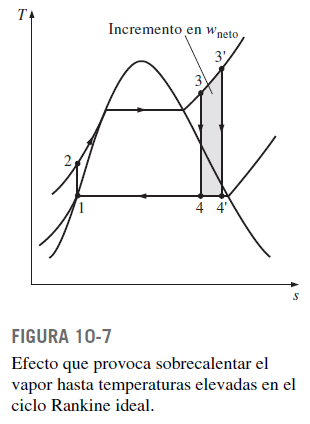 T
Incremento en wneto
3'
3
2
1
4 4'
s
FIGURA 10-7
Efecto que provoca sobrecalentar el
vapor hasta temperaturas elevadas en el
ciclo Rankine ideal.